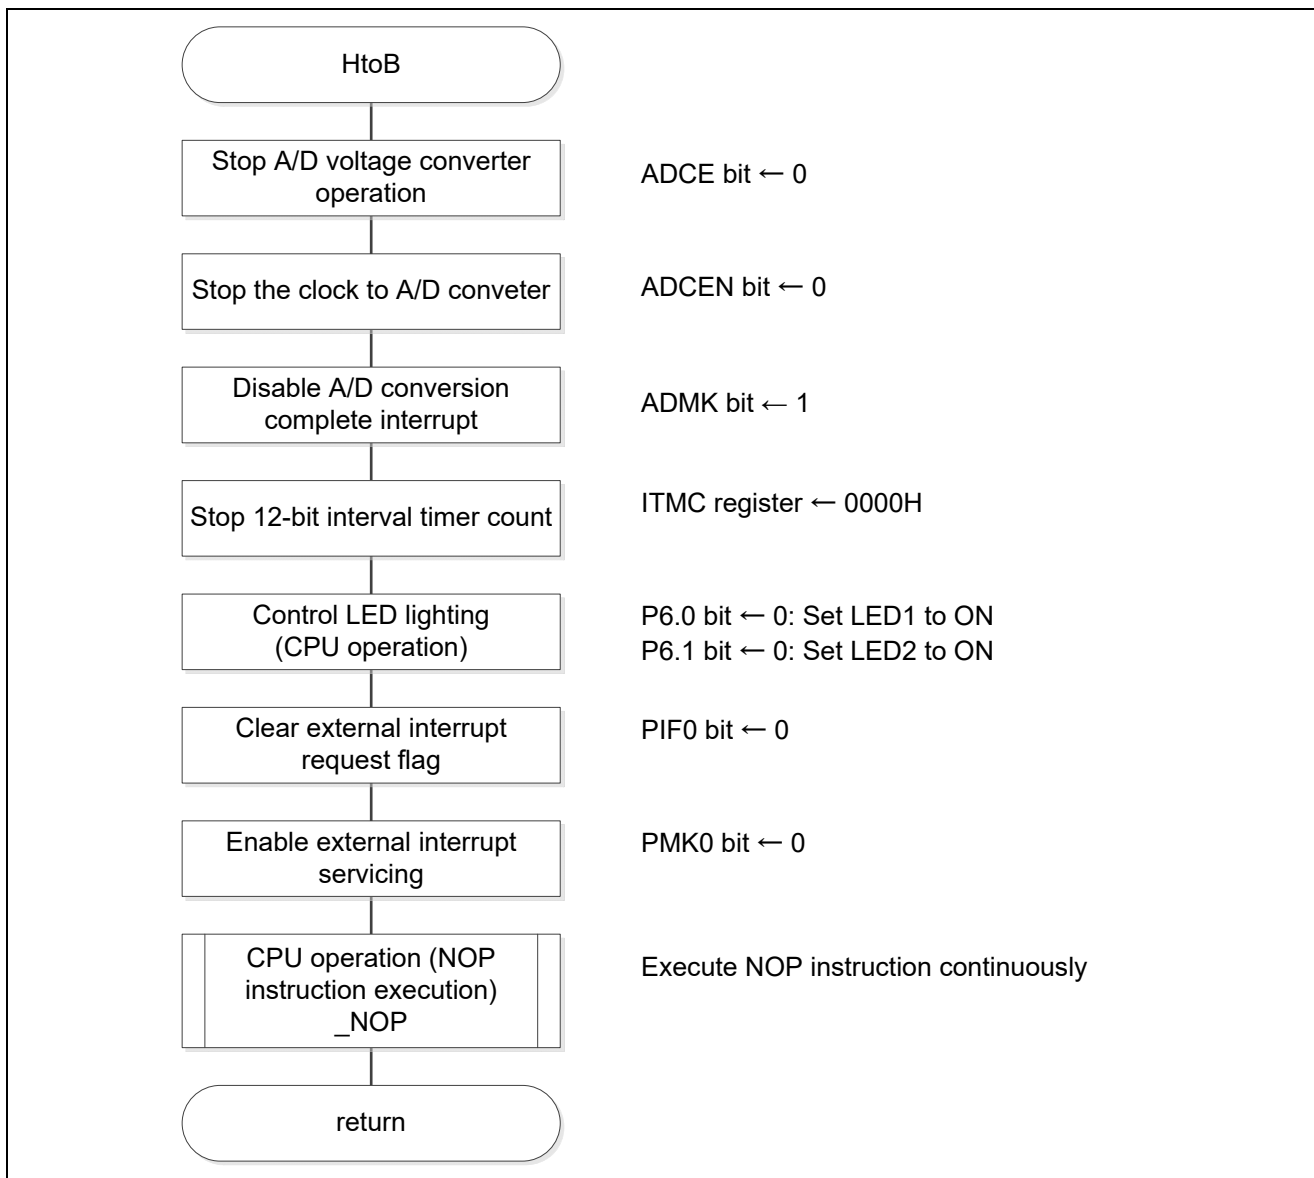 HtoB
Stop A/D voltage converter
operation
ADCE bit ← 0
Stop the clock to A/D conveter
ADCEN bit ← 0
Disable A/D conversion
complete interrupt
ADMK bit ← 1
Stop 12-bit interval timer count
ITMC register ← 0000H
Control LED lighting
(CPU operation)
P6.0 bit ← 0: Set LED1 to ON
P6.1 bit ← 0: Set LED2 to ON
Clear external interrupt
request flag
PIF0 bit ← 0
Enable external interrupt
servicing
PMK0 bit ← 0
CPU operation (NOP
instruction execution)
_NOP
Execute NOP instruction continuously
return